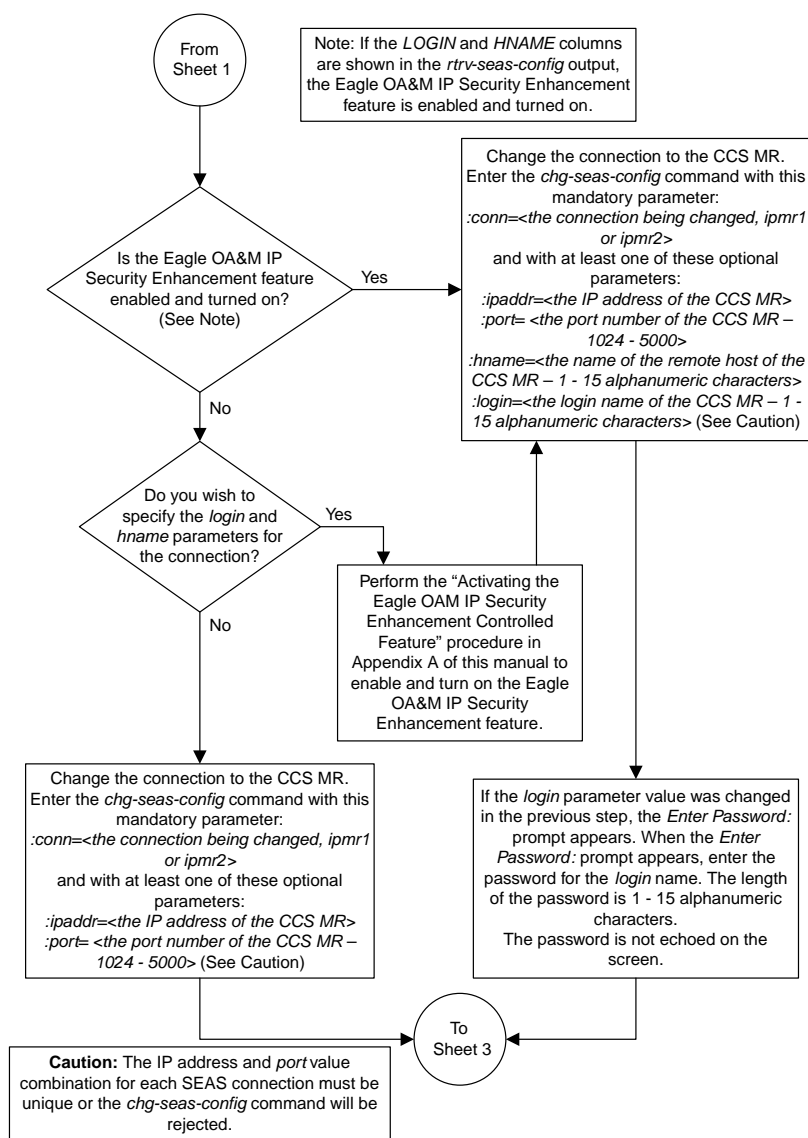 From
Sheet 1
Note: If the LOGIN and HNAME columns
are shown in the rtrv-seas-config output,
the Eagle OA&M IP Security Enhancement
feature is enabled and turned on.
Is the Eagle OA&M IP
Security Enhancement feature
enabled and turned on?
(See Note)
Yes
No
Change the connection to the CCS MR.
Enter the chg-seas-config command with this
mandatory parameter:
:conn=<the connection being changed, ipmr1
or ipmr2>
and with at least one of these optional
parameters:
:ipaddr=<the IP address of the CCS MR>
:port= <the port number of the CCS MR –
1024 - 5000>
:hname=<the name of the remote host of the
CCS MR – 1 - 15 alphanumeric characters>
:login=<the login name of the CCS MR – 1 -
15 alphanumeric characters> (See Caution)
Do you wish to
specify the login and
hname parameters for
the connection?
Yes
No
Perform the “Activating the
Eagle OAM IP Security
Enhancement Controlled
Feature” procedure in
Appendix A of this manual to
enable and turn on the Eagle
OA&M IP Security
Enhancement feature.
Change the connection to the CCS MR.
Enter the chg-seas-config command with this
mandatory parameter:
:conn=<the connection being changed, ipmr1
or ipmr2>
and with at least one of these optional
parameters:
:ipaddr=<the IP address of the CCS MR>
:port= <the port number of the CCS MR –
1024 - 5000> (See Caution)
If the login parameter value was changed
in the previous step, the Enter Password:
prompt appears. When the Enter
Password: prompt appears, enter the
password for the login name. The length
of the password is 1 - 15 alphanumeric
characters.
The password is not echoed on the
screen.
To
Sheet 3
Caution: The IP address and port value
combination for each SEAS connection must be
unique or the chg-seas-config command will be
rejected.